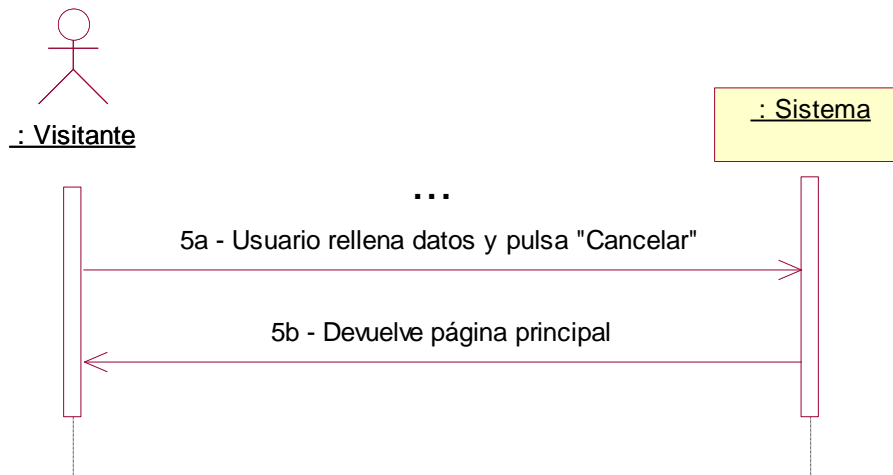 : Visitante
: Sistema
...
5a - Usuario rellena datos y pulsa "Cancelar"
5b - Devuelve página principal